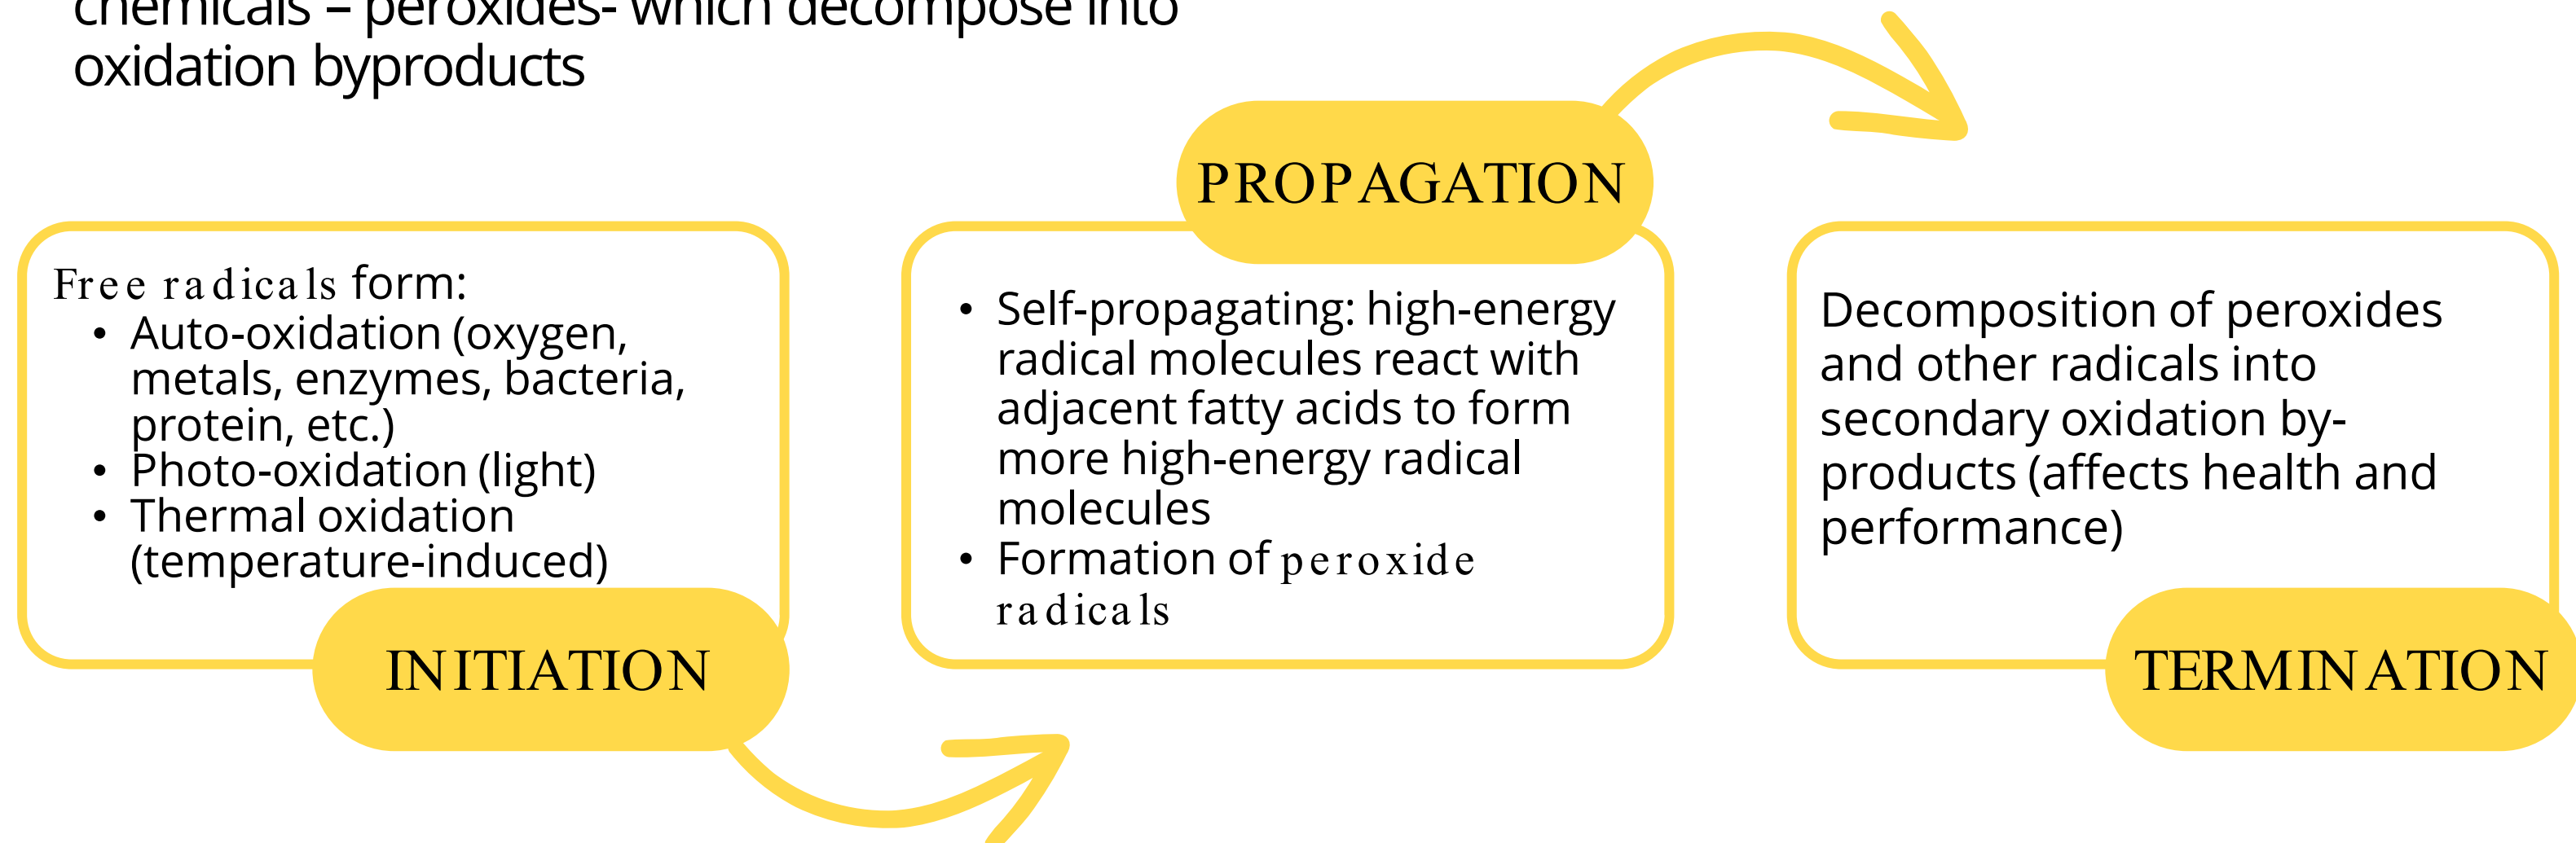 chemicals – peroxides- which decompose into
oxidation byproducts
Free radicals form:
• Auto-oxidation (oxygen,
metals, enzymes, bacteria,
protein, etc.)
• Photo-oxidation (light)
• Thermal oxidation
(temperature-induced)
INITIATION
PROPAGATION
• Self-propagating: high-energy
radical molecules react with
adjacent fatty acids to form
more high-energy radical
molecules
• Formation of peroxide
radicals
Decomposition of peroxides
and other radicals into
secondary oxidation by-
products (affects health and
performance)
TERMINATION